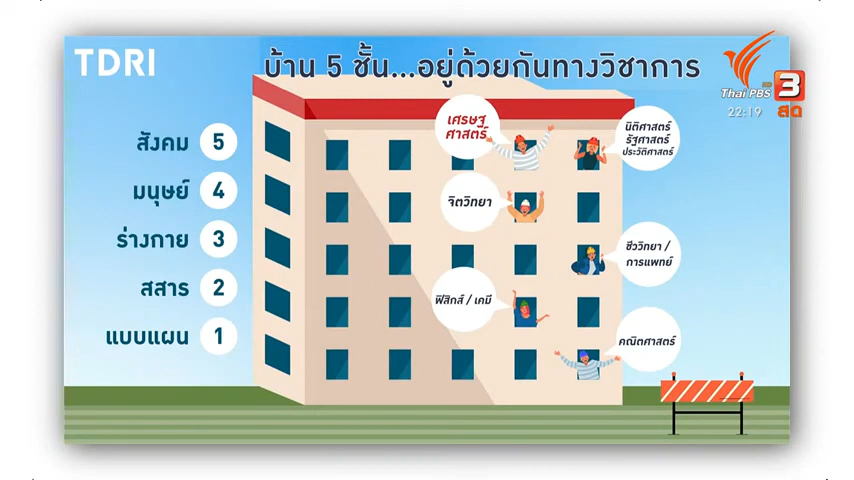 TDRI
บ้าน 5 ชั้น...อยู่ด้วยกันทางวิชาการ
Thai PBS
3
22:19
สด
สังคม 5
มนุษย์ 4
ร่างกาย 3
สสาร 2
แบบแผน 1
เศรษฐ
ศาสตร์
นิติศาสตร์
รัฐศาสตร์
ประวัติศาสตร์
จิตวิทยา
ชีววิทยา /
การแพทย์
ฟิสิกส์ / เคมี
คณิตศาสตร์